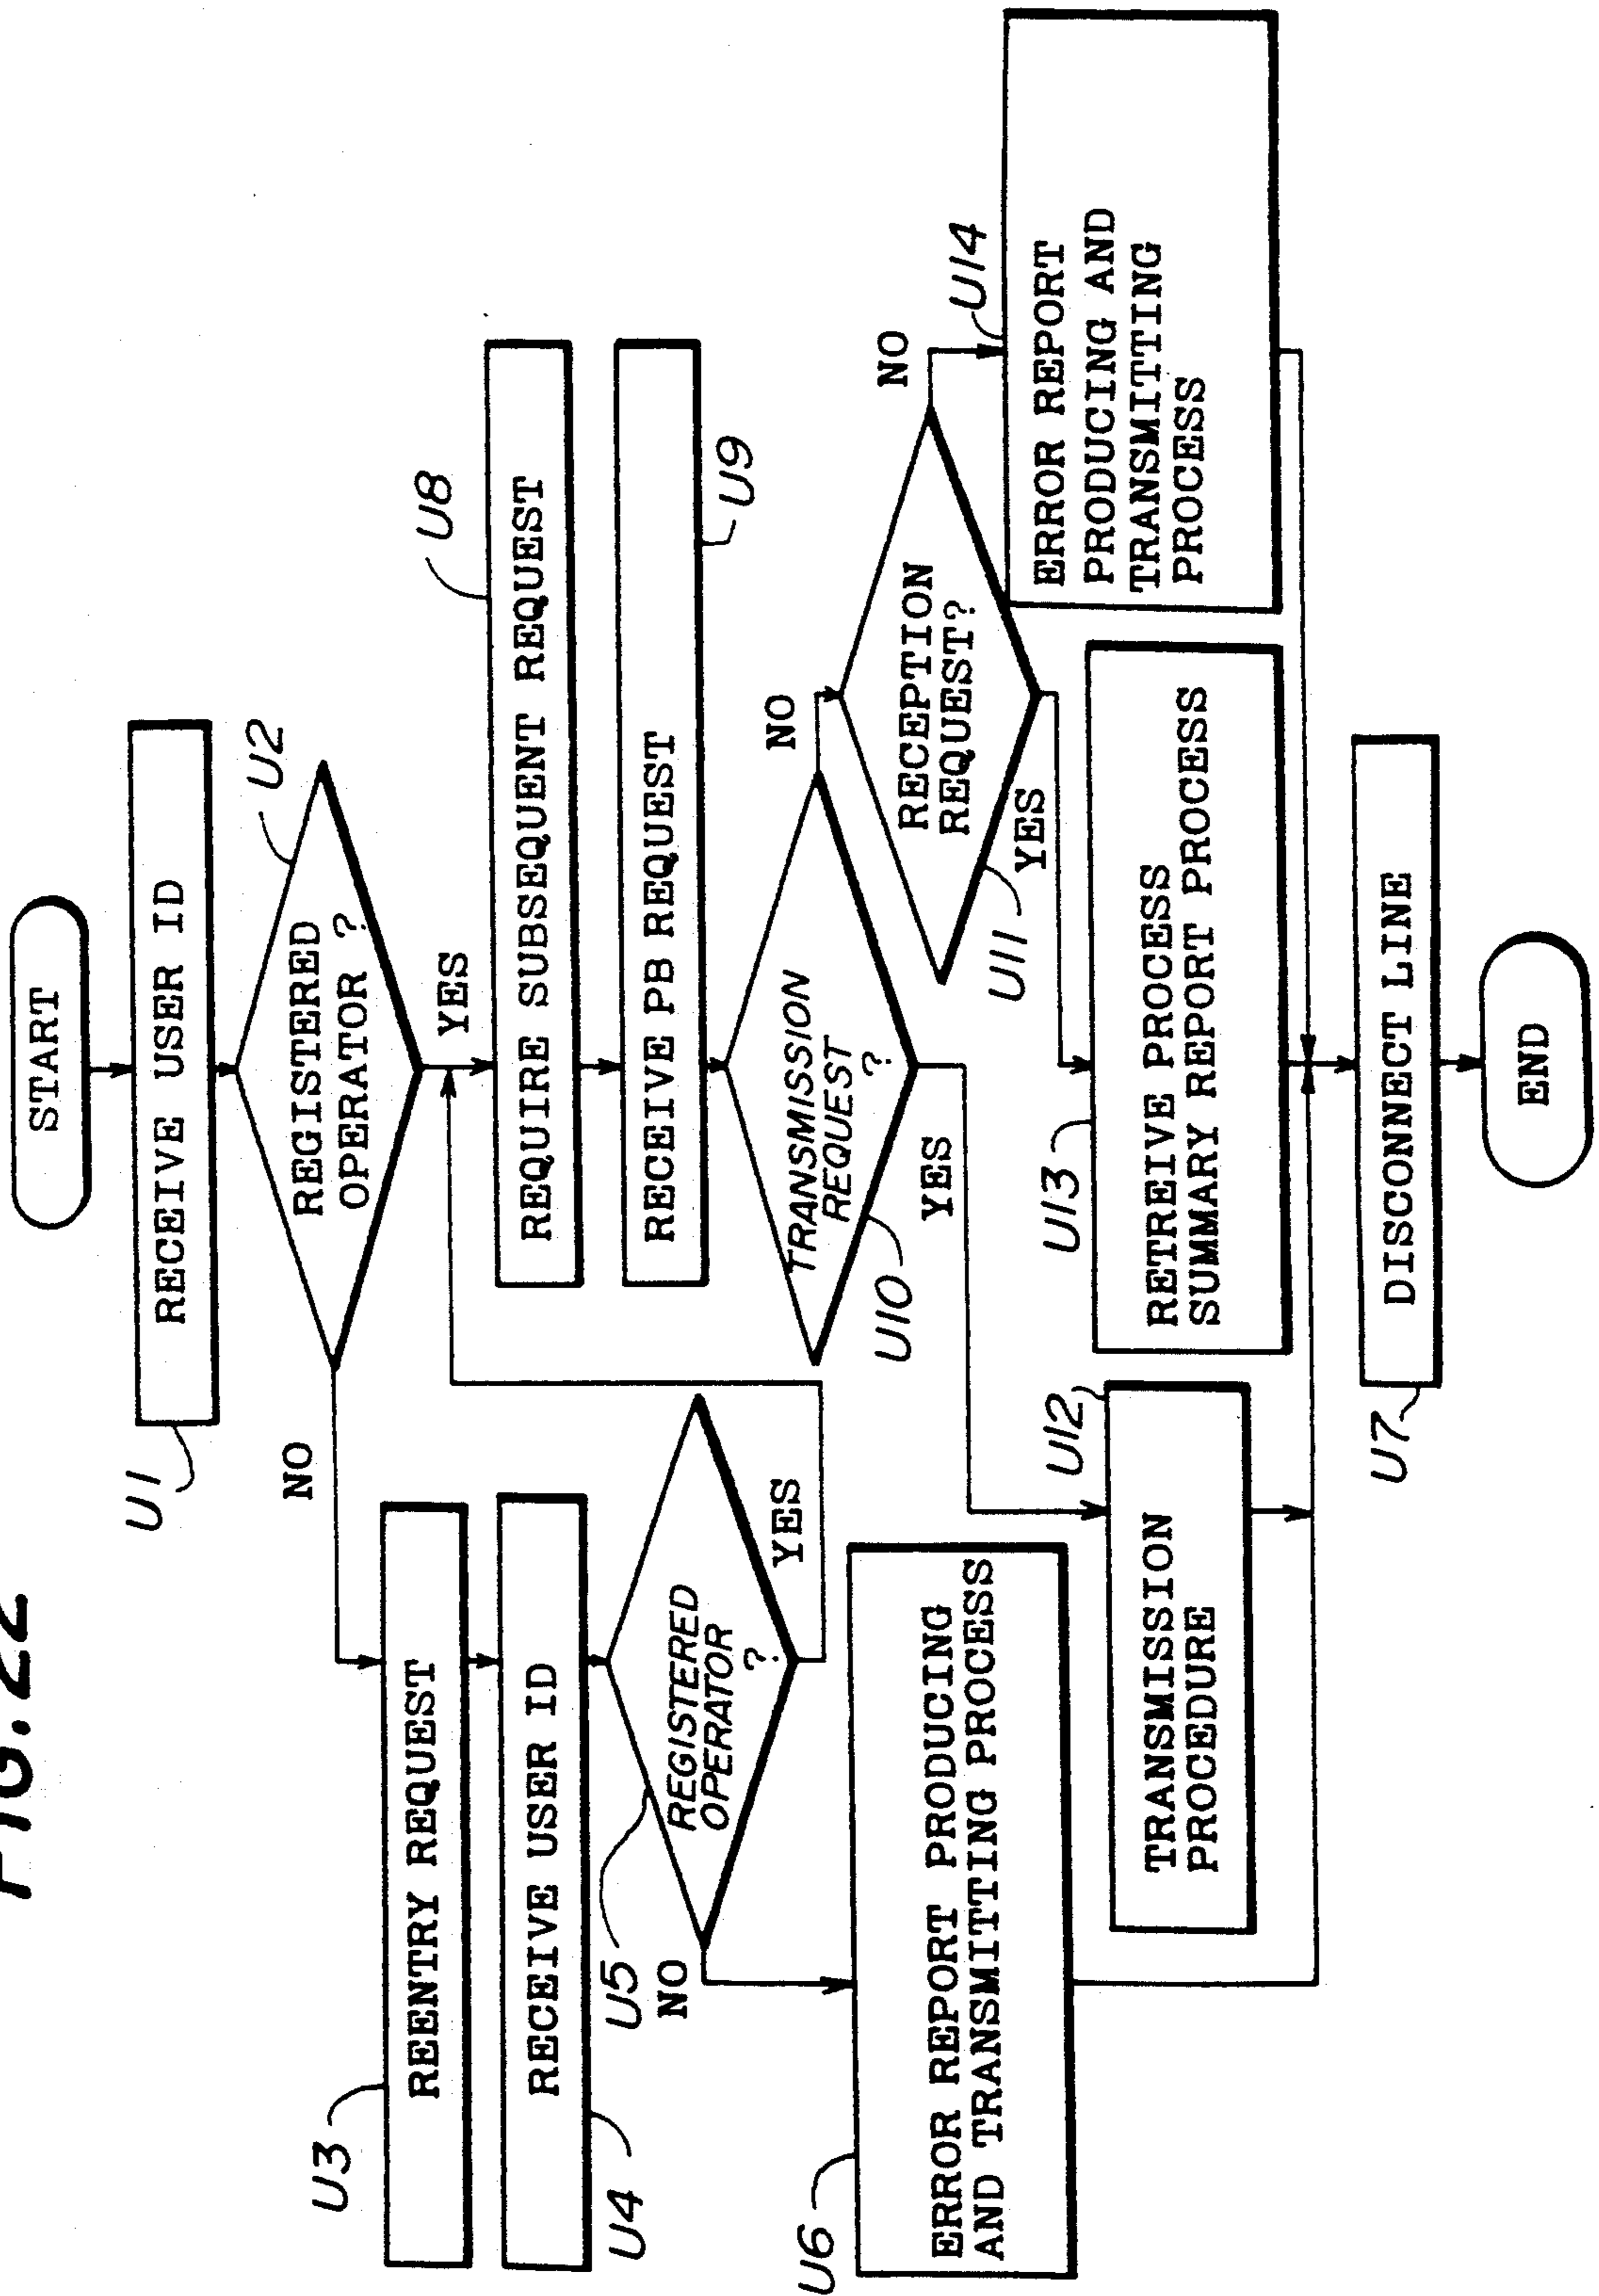 FIG.22
START
U1
RECEIVE USER ID
U2
REGISTERED
OPERATOR ?
NO
YES
U3
REENTRY REQUEST
U4
RECEIVE USER ID
U5
REGISTERED
OPERATOR
?
NO
YES
U6
ERROR REPORT PRODUCING
AND TRANSMITTING PROCESS
U8
REQUIRE SUBSEQUENT REQUEST
RECEIVE PB REQUEST
U9
TRANSMISSION
REQUEST
?
U10
YES
NO
RECEPTION
REQUEST?
U11
YES
NO
U12
TRANSMISSION
PROCEDURE
U13
RETREIVE PROCESS
SUMMARY REPORT PROCESS
U14
ERROR REPORT
PRODUCING AND
TRANSMITTING
PROCESS
U7
DISCONNECT LINE
END